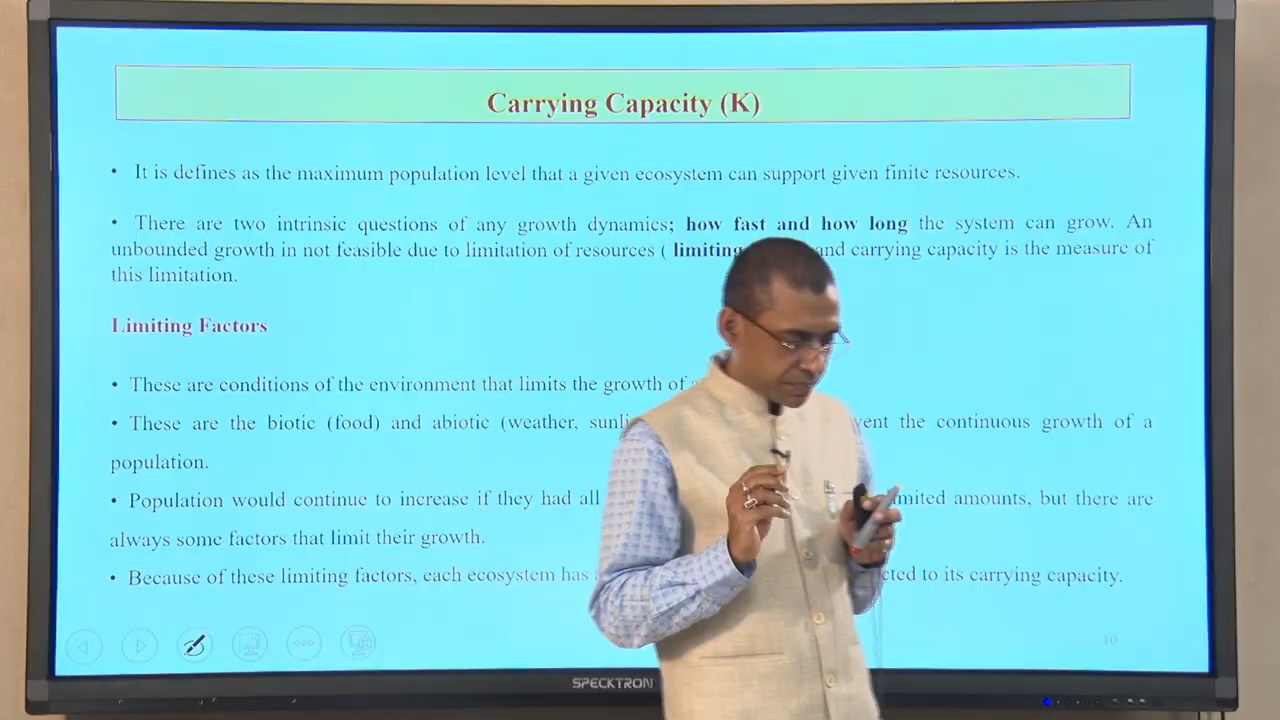 Carrying Capacity (K)
• It is defines as the maximum population level that a given ecosystem can support given finite resources.
• There are two intrinsic questions of any growth dynamics; how fast and how long the system can grow. An
unbounded growth in not feasible due to limitation of resources ( limiting and carrying capacity is the measure of
this limitation.
Limiting Factors
• These are conditions of the environment that limits the growth of
• These are the biotic (food) and abiotic (weather, the continuous growth of a
population.
• Population would continue to increase if they had all amounts, but there are
always some factors that limit their growth.
• Because of these limiting factors, each ecosystem has to its carrying capacity.
10
SPECKTRON